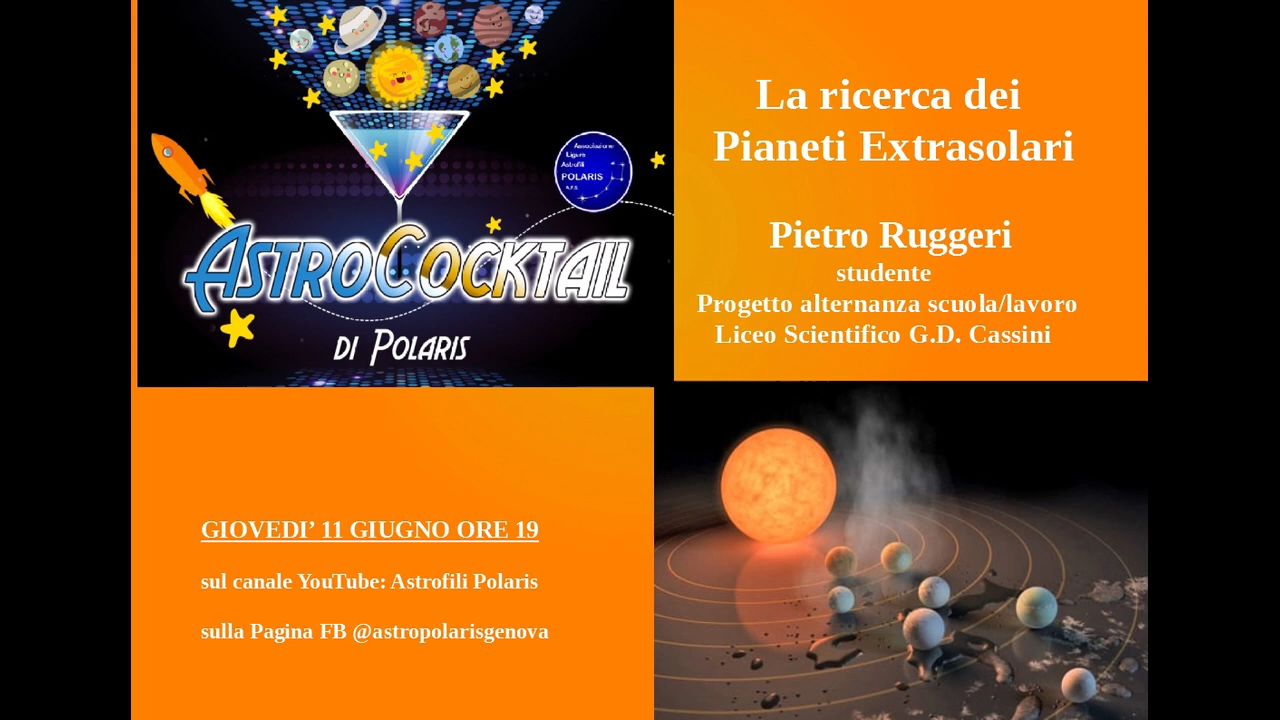 Associazione
Ligure
Astrofili
POLARIS
A.P.S.
ASTROCOCKTAIL
DI POLARIS
La ricerca dei
Pianeti Extrasolari
Pietro Ruggeri
studente
Progetto alternanza scuola/lavoro
Liceo Scientifico G.D. Cassini
GIOVEDI’ 11 GIUGNO ORE 19
sul canale YouTube: Astrofili Polaris
sulla Pagina FB @astropolarisgenova